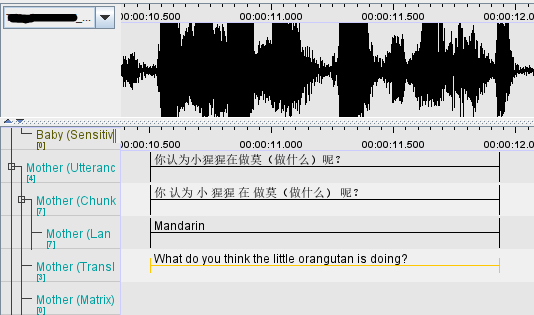 _...
00:00:10.500 00:00:11.000 00:00:11.500 00:00:12.0
00:00:10.500 00:00:11.000 00:00:11.500 00:00:12.0
Baby (Sensitiv
[0]
Mother (Utteranc
[4]
你认为小猩猩在做莫（做什么）呢？
Mother (Chunk
[7]
你 认为 小 猩猩 在 做莫（做什么） 呢？
Mother (Lan
[7]
Mandarin
Mother (Transl
[3]
What do you think the little orangutan is doing?
Mother (Matrix)
[0]